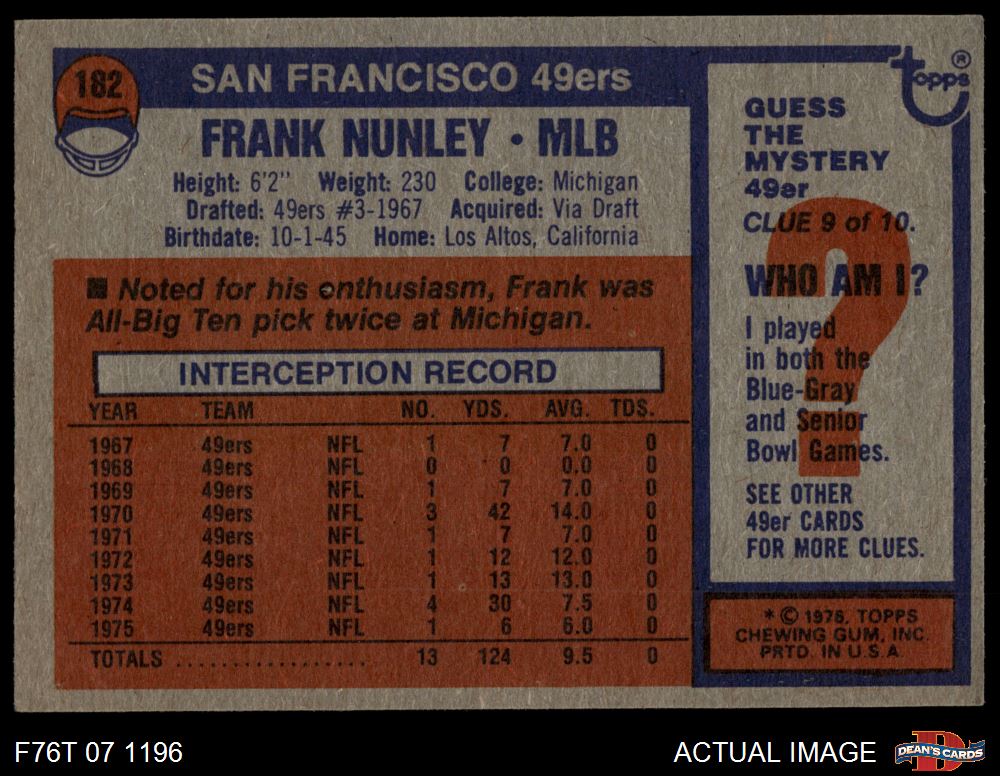 182
SAN FRANCISCO 49ers
FRANK NUNLEY • MLB
Height: 6'2" Weight: 230 College: Michigan
Drafted: 49ers #3-1967 Acquired: Via Draft
Birthdate: 10-1-45 Home: Los Altos, California
■ Noted for his enthusiasm, Frank was
All-Big Ten pick twice at Michigan.
INTERCEPTION RECORD
YEAR TEAM NO. YDS. AVG. TDS.
1967 49ers NFL 1 7 7.0 0
1968 49ers NFL 0 0 0.0 0
1969 49ers NFL 1 7 7.0 0
1970 49ers NFL 3 42 14.0 0
1971 49ers NFL 1 7 7.0 0
1972 49ers NFL 1 12 12.0 0
1973 49ers NFL 1 13 13.0 0
1974 49ers NFL 4 30 7.5 0
1975 49ers NFL 1 6 6.0 0
TOTALS .................. 13 124 9.5 0
topps ®
GUESS
THE
MYSTERY
49er
CLUE 9 of 10.
?
WHO AM I?
I played
in both the
Blue-Gray
and Senior
Bowl Games.
SEE OTHER
49er CARDS
FOR MORE CLUES.
* © 1976, TOPPS
CHEWING GUM, INC.
PRTD. IN U.S.A
F76T 07 1196
ACTUAL IMAGE
DEAN'S CARDS